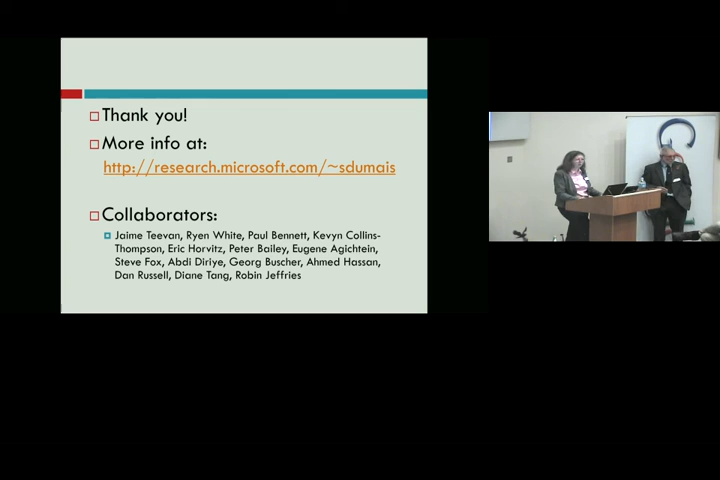 Thank you!
More info at:
http://research.microsoft.com/~sdumais
Collaborators:
Jaime Teevan, Ryen White, Paul Bennett, Kevyn Collins-
Thompson, Eric Horvitz, Peter Bailey, Eugene Agichtein,
Steve Fox, Abdi Diriye, Georg Buscher, Ahmed Hassan,
Dan Russell, Diane Tang, Robin Jeffries